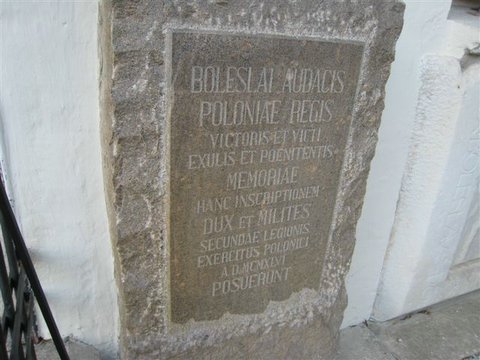 BOLESLAI AUDACIS
POLONIAE REGIS
VICTORIS ET VICTI
EXULIS ET POENITENTIS
MEMORIAE
HANC INSCRIPTIONEM
DUX ET MILITES
SECUNDAE LEGIONIS
EXERCITUS POLONICI
A.D.MCMXLVI
POSUERUNT